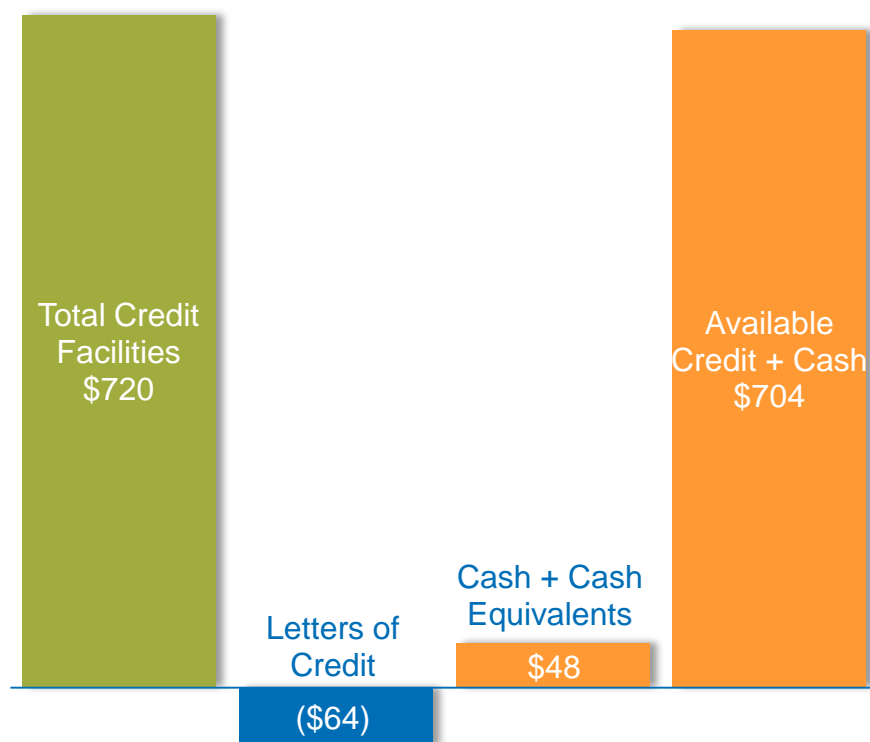 Total Credit
Facilities
$720
Letters of
Credit
($64)
Cash + Cash
Equivalents
$48
Available
Credit + Cash
$704